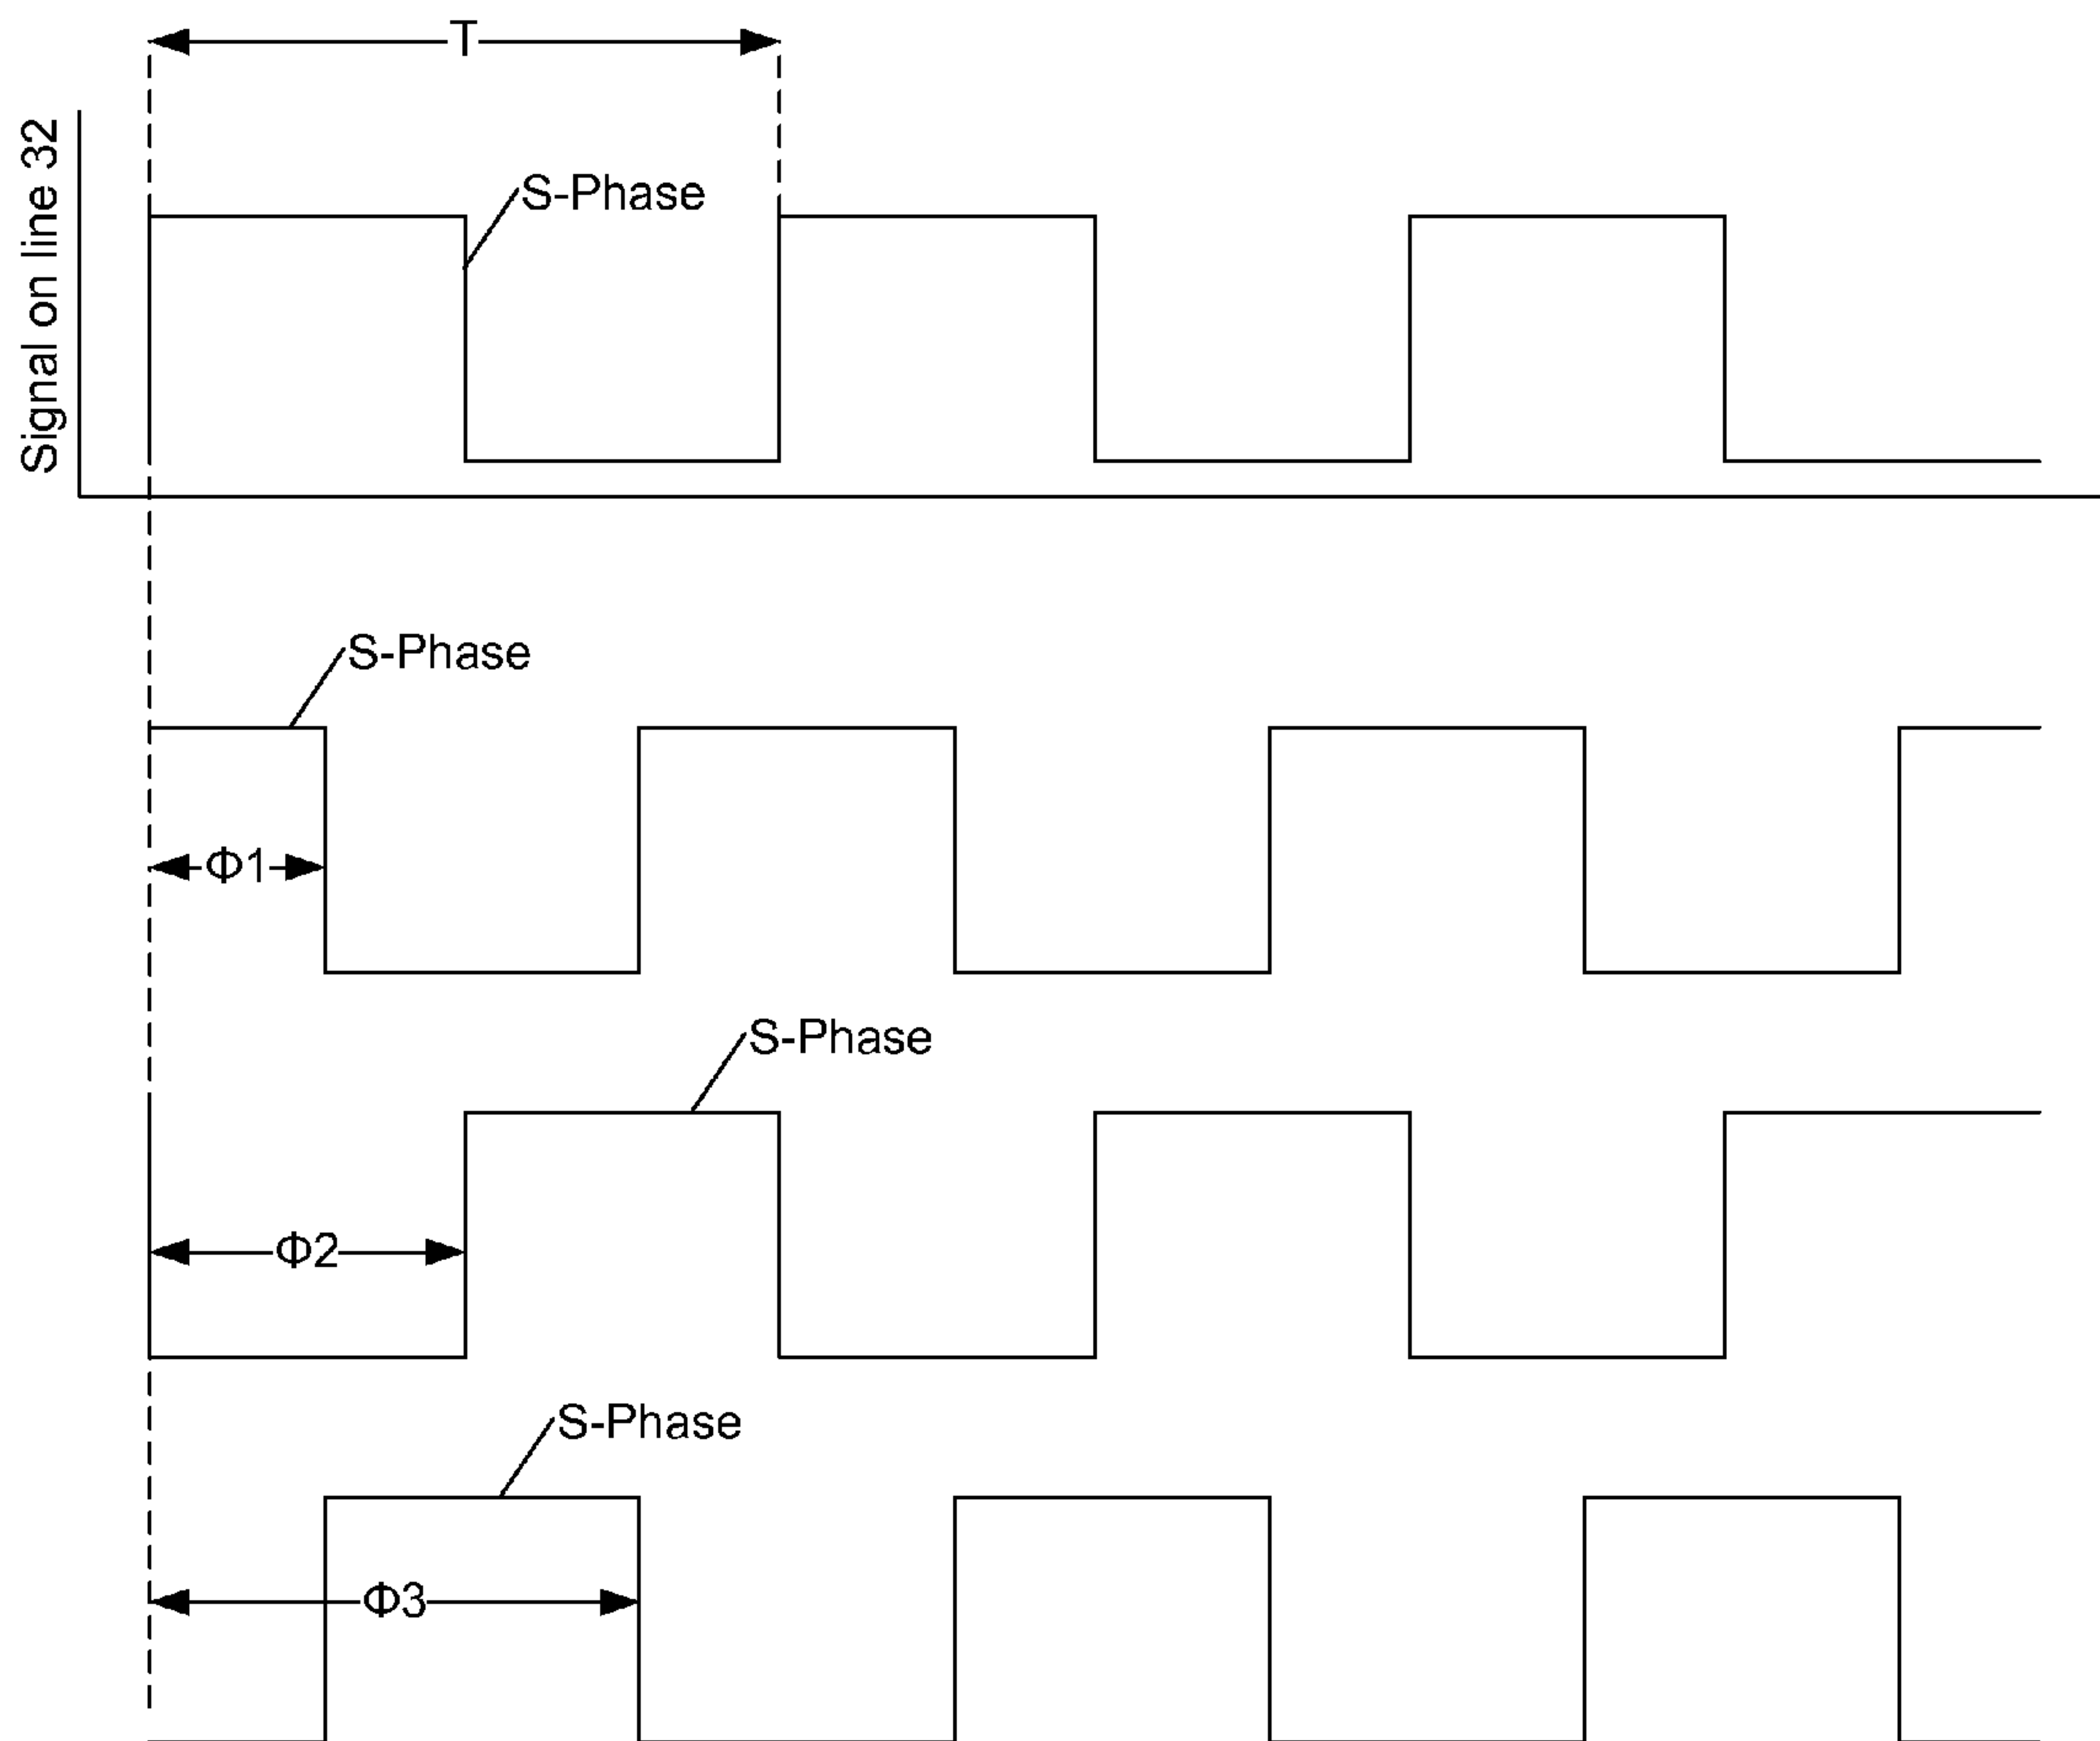 T
Signal on line 32
S-Phase
S-Phase
Φ1
S-Phase
Φ2
S-Phase
Φ3